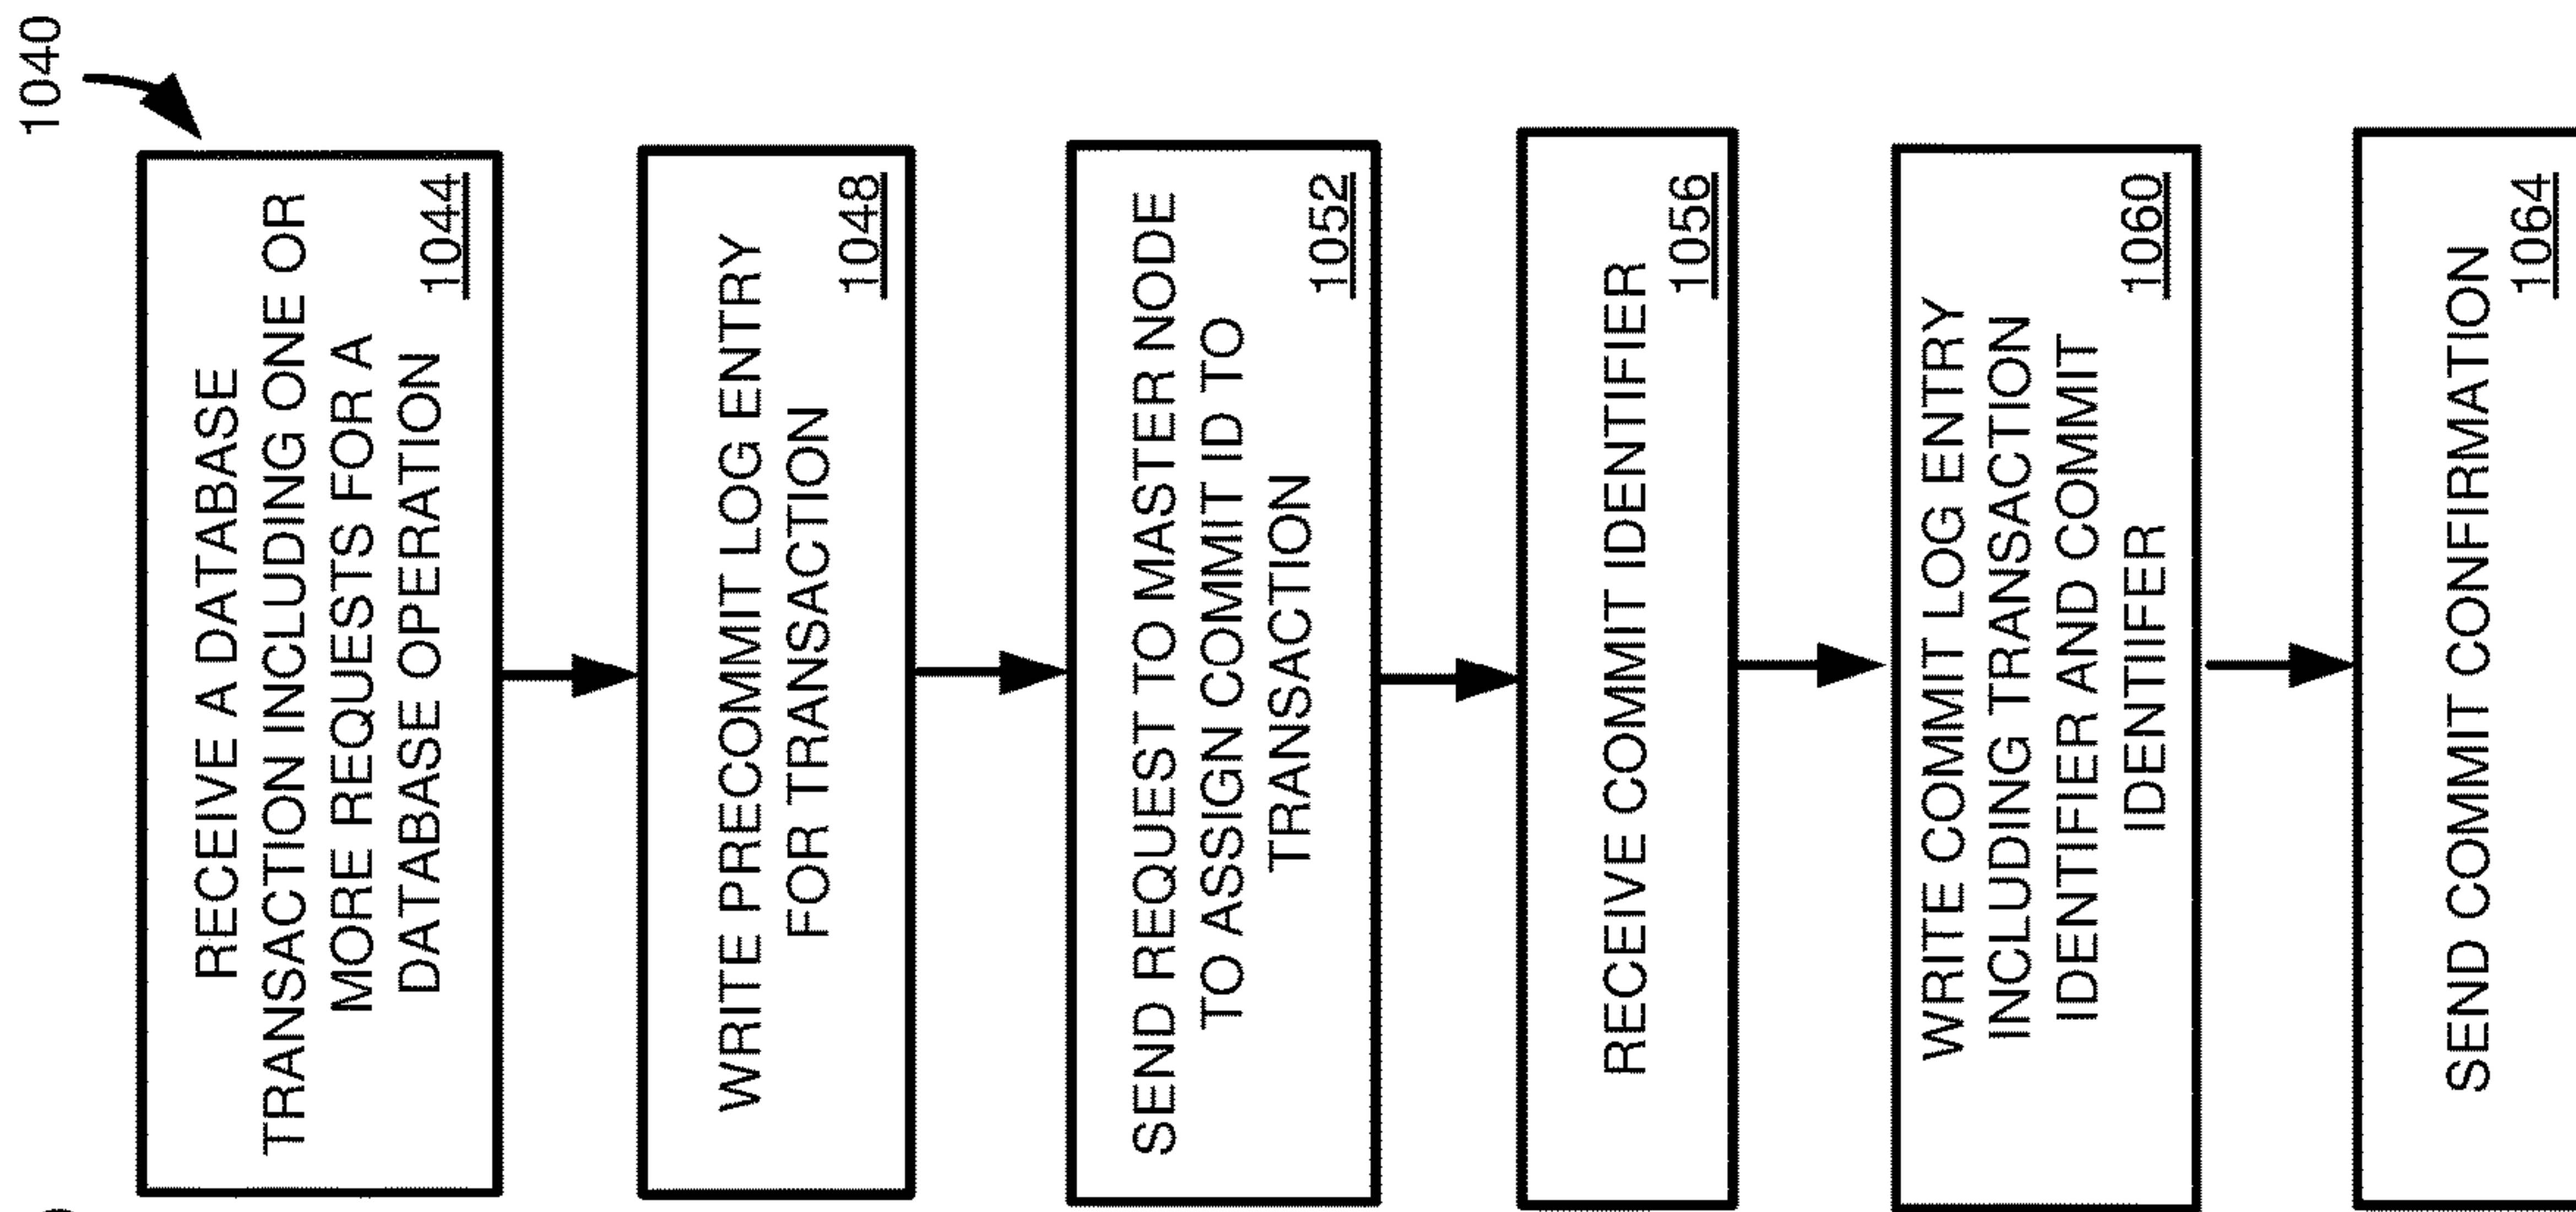 1040
RECEIVE A DATABASE
TRANSACTION INCLUDING ONE OR
MORE REQUESTS FOR A
DATABASE OPERATION
1044
WRITE PRECOMMIT LOG ENTRY
FOR TRANSACTION
1048
SEND REQUEST TO MASTER NODE
TO ASSIGN COMMIT ID TO
TRANSACTION
1052
RECEIVE COMMIT IDENTIFIER
1056
WRITE COMMIT LOG ENTRY
INCLUDING TRANSACTION
IDENTIFIER AND COMMIT
IDENTIIFER
1060
SEND COMMIT CONFIRMATION
1064